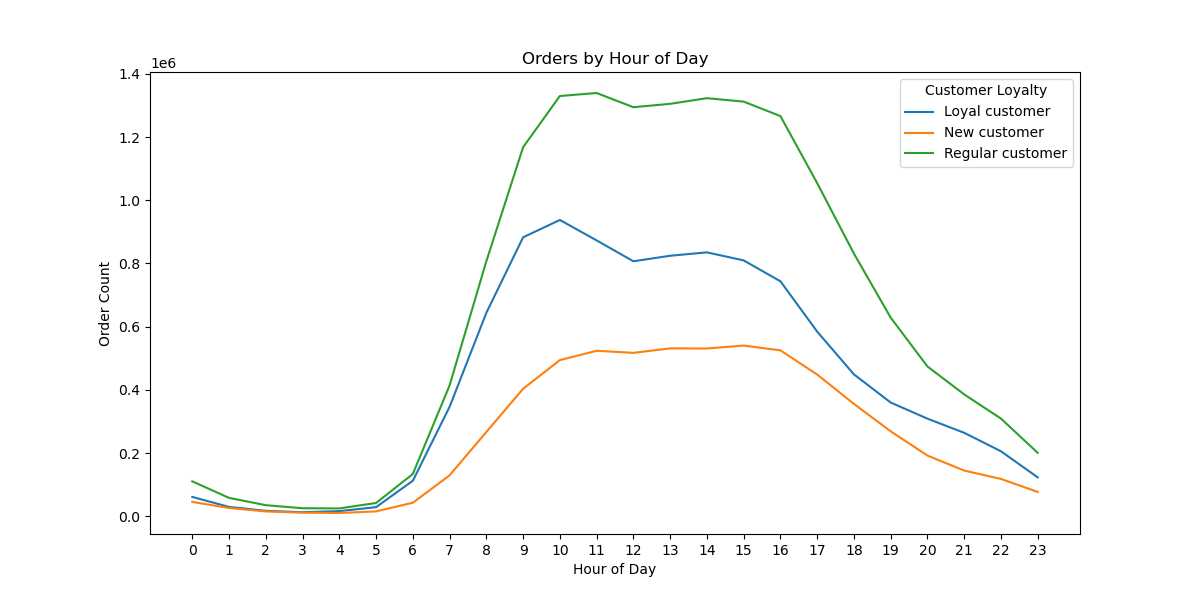 Orders by Hour of Day
1e6
1.4
1.2
1.0
0.8
0.6
0.4
0.2
0.0
Order Count
Customer Loyalty
Loyal customer
New customer
Regular customer
0 1 2 3 4 5 6 7 8 9 10 11 12 13 14 15 16 17 18 19 20 21 22 23
Hour of Day